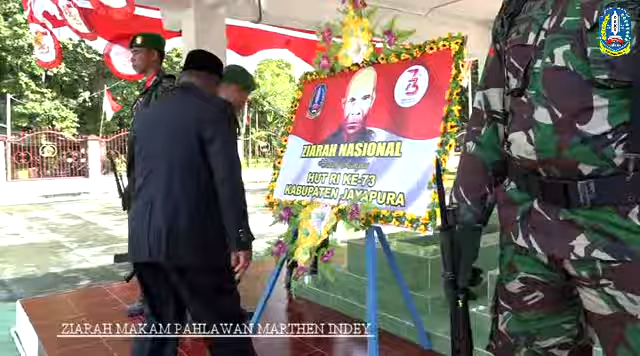 73
ZIARAH NASIONAL
HUT RI KE-73
KABUPATEN JAYAPURA
ZIARAH MAKAM PAHLAWAN MARTHEN INDEY